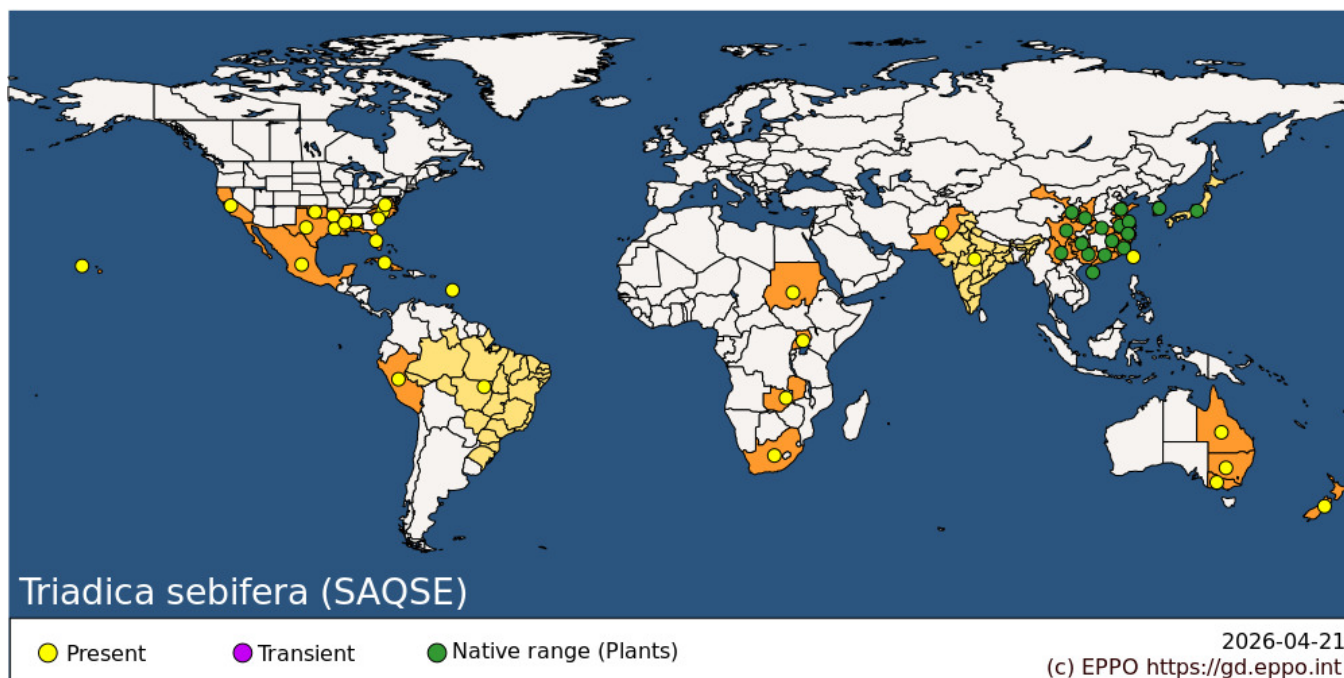 Triadica sebifera (SAQSE)
Present
Transient
Native range (Plants)
2026-04-21
(c) EPPO https://gd.eppo.int